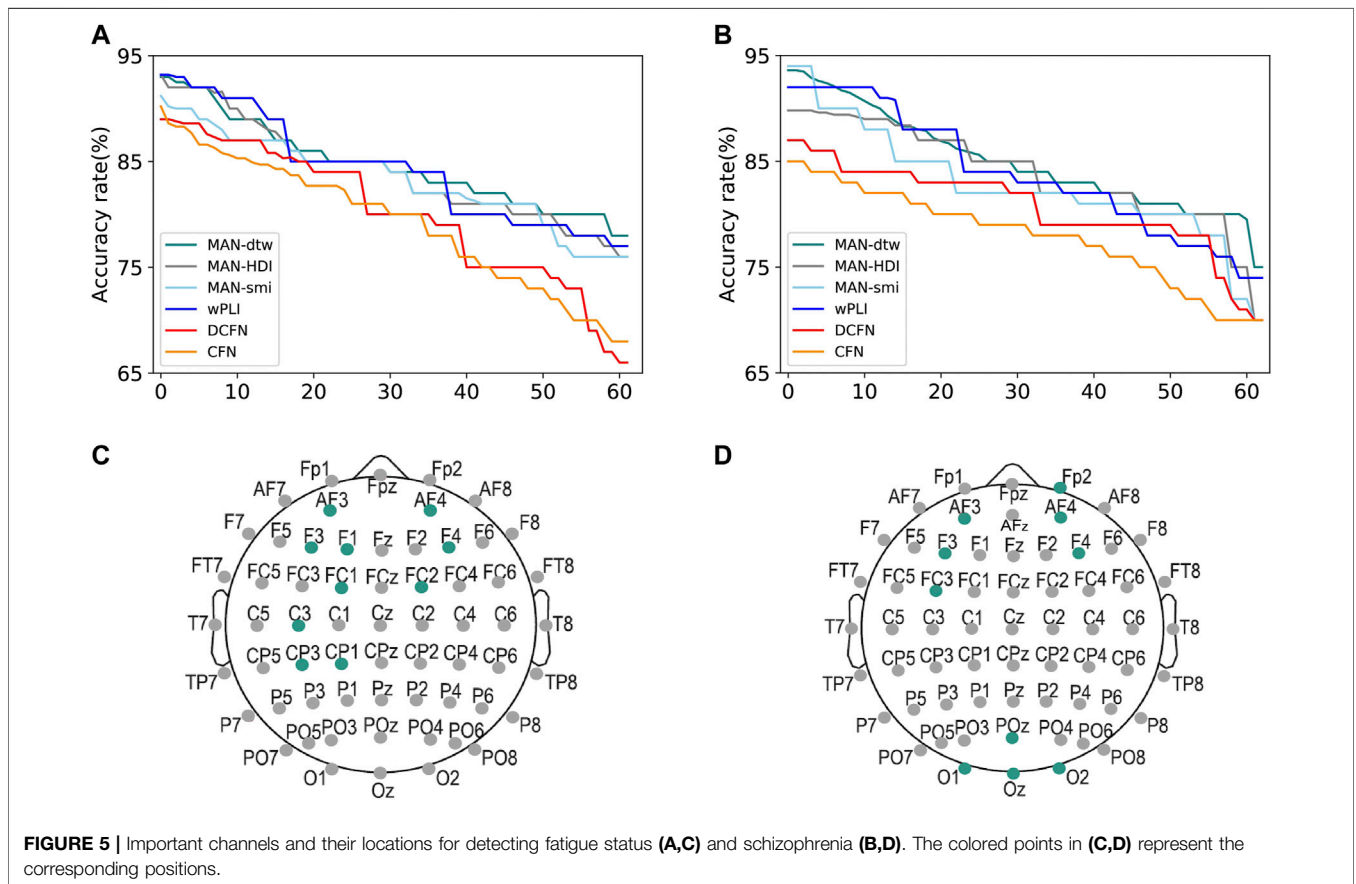 A
B
95
85
75
65
Accuracy rate(%)
MAN-dtw
MAN-HDI
MAN-smi
wPLI
DCFN
CFN
0 10 20 30 40 50 60
95
85
75
65
Accuracy rate(%)
MAN-dtw
MAN-HDI
MAN-smi
wPLI
DCFN
CFN
0 10 20 30 40 50 60
C
Fp1 Fpz Fp2
AF7 AF3 AF4 AF8
F7 F5 F3 F1 Fz F2 F4 F6 F8
FT7 FC5 FC3 FC1 FCz FC2 FC4 FC6 FT8
T7 C5 C3 C1 Cz C2 C4 C6 T8
TP7 CP5 CP3 CP1 CPz CP2 CP4 CP6 TP8
P7 P5 P3 P1 Pz P2 P4 P6 P8
PO7 PO5 PO3 POz PO4 PO6 PO8
O1 Oz O2
D
Fp1 Fpz Fp2
AF7 AF3 AFz AF4 AF8
F7 F5 F3 F1 Fz F2 F4 F6 F8
FT7 FC5 FC3 FC1 FCz FC2 FC4 FC6 FT8
T7 C5 C3 C1 Cz C2 C4 C6 T8
TP7 CP5 CP3 CP1 CPz CP2 CP4 CP6 TP8
P7 P5 P3 P1 Pz P2 P4 P6 P8
PO7 PO5 PO3 POz PO4 PO6 PO8
O1 Oz O2
FIGURE 5 | Important channels and their locations for detecting fatigue status (A,C) and schizophrenia (B,D). The colored points in (C,D) represent the
corresponding positions.